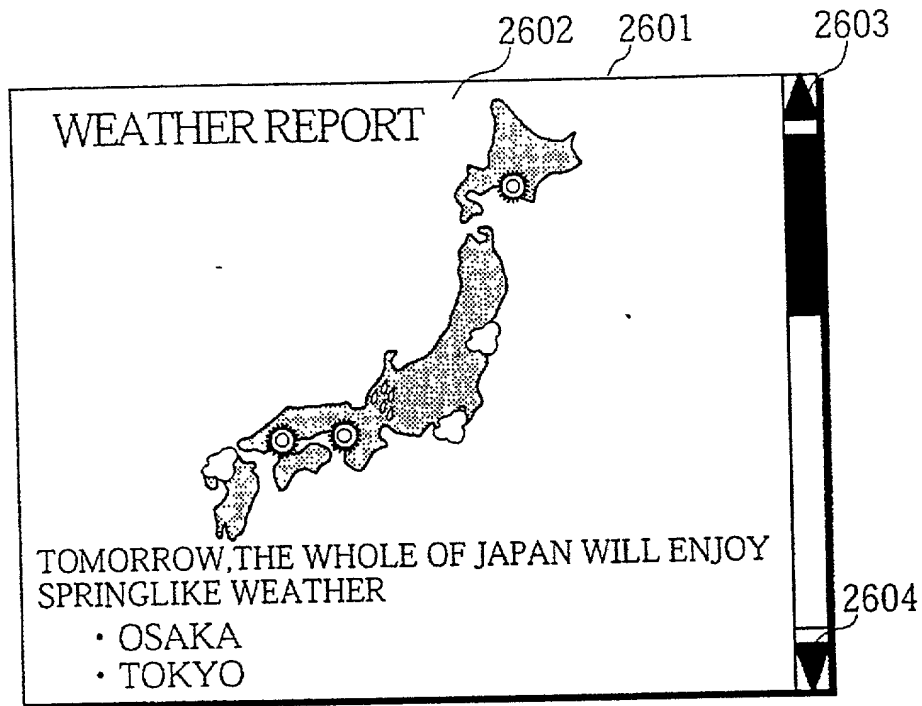 2602 2601 2603
WEATHER REPORT
TOMORROW,THE WHOLE OF JAPAN WILL ENJOY
SPRINGLIKE WEATHER
2604
・OSAKA
・TOKYO